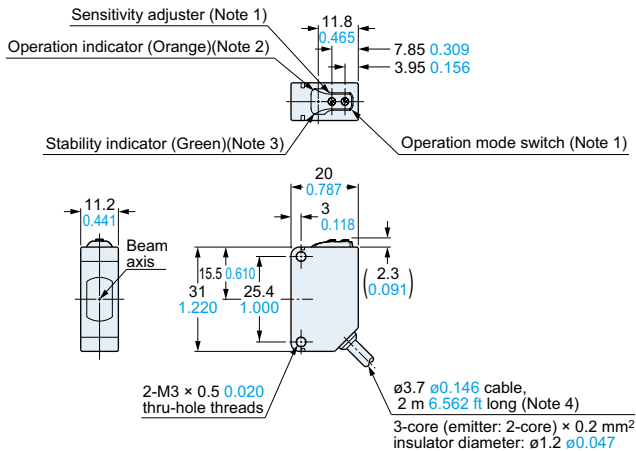 Sensitivity adjuster (Note 1)
11.8
0.465
Operation indicator (Orange)(Note 2)
7.85 0.309
3.95 0.156
Stability indicator (Green)(Note 3)
Operation mode switch (Note 1)
20
0.787
11.2
0.441
3
0.118
Beam
axis
15.5 0.610
2.3
0.091
31
1.220
25.4
1.000
2-M3 × 0.5 0.020
thru-hole threads
ø3.7 ø0.146 cable,
2 m 6.562 ft long (Note 4)
3-core (emitter: 2-core) × 0.2 mm²
insulator diameter: ø1.2 ø0.047